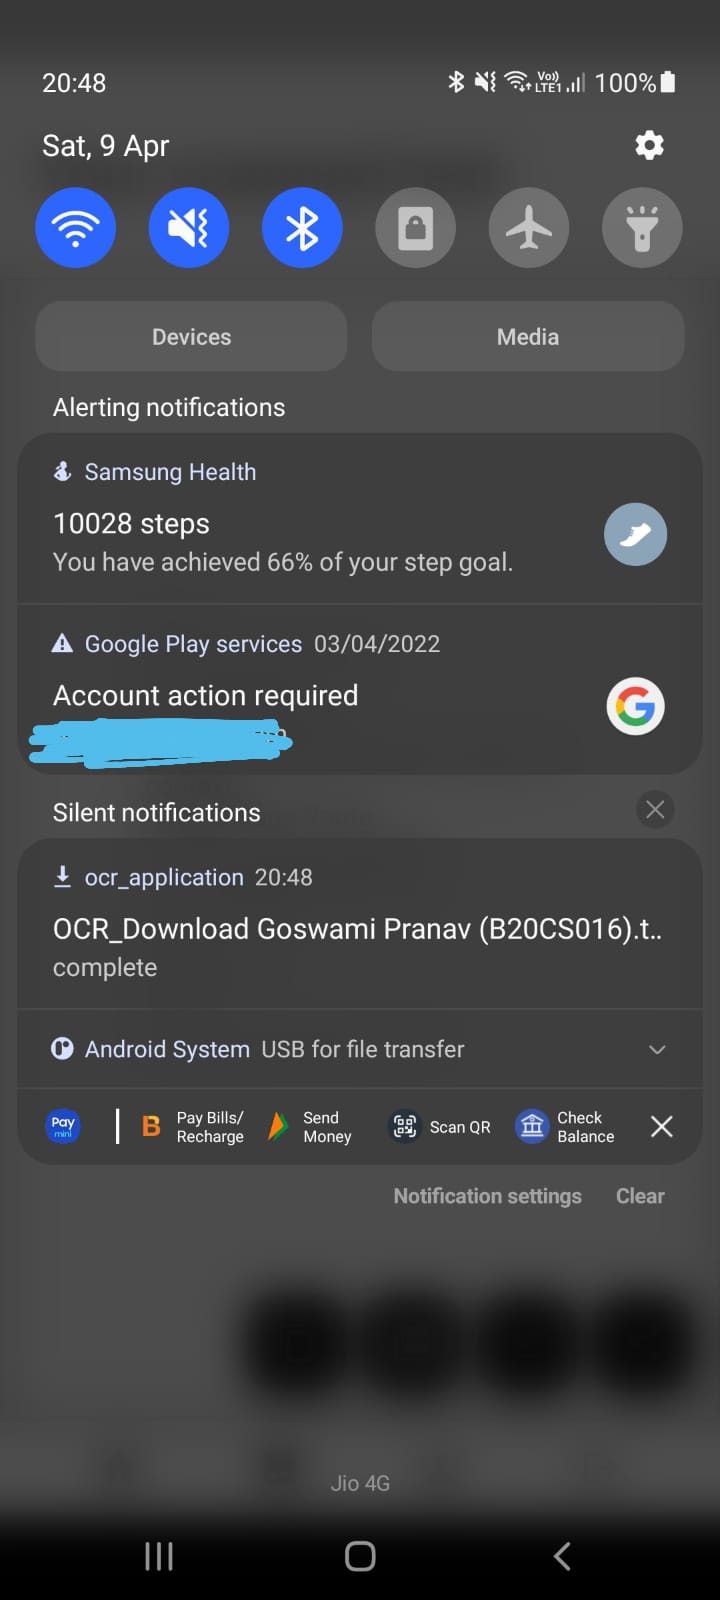 20:48 Vo)) LTE1 100%
Sat, 9 Apr
Devices Media
Alerting notifications
Samsung Health
10028 steps
You have achieved 66% of your step goal.
Google Play services 03/04/2022
Account action required
Silent notifications
ocr_application 20:48
OCR_Download Goswami Pranav (B20CS016).t..
complete
Android System USB for file transfer
Pay mini B Pay Bills/ Recharge Send Money Scan QR Check Balance
Notification settings Clear
Jio 4G